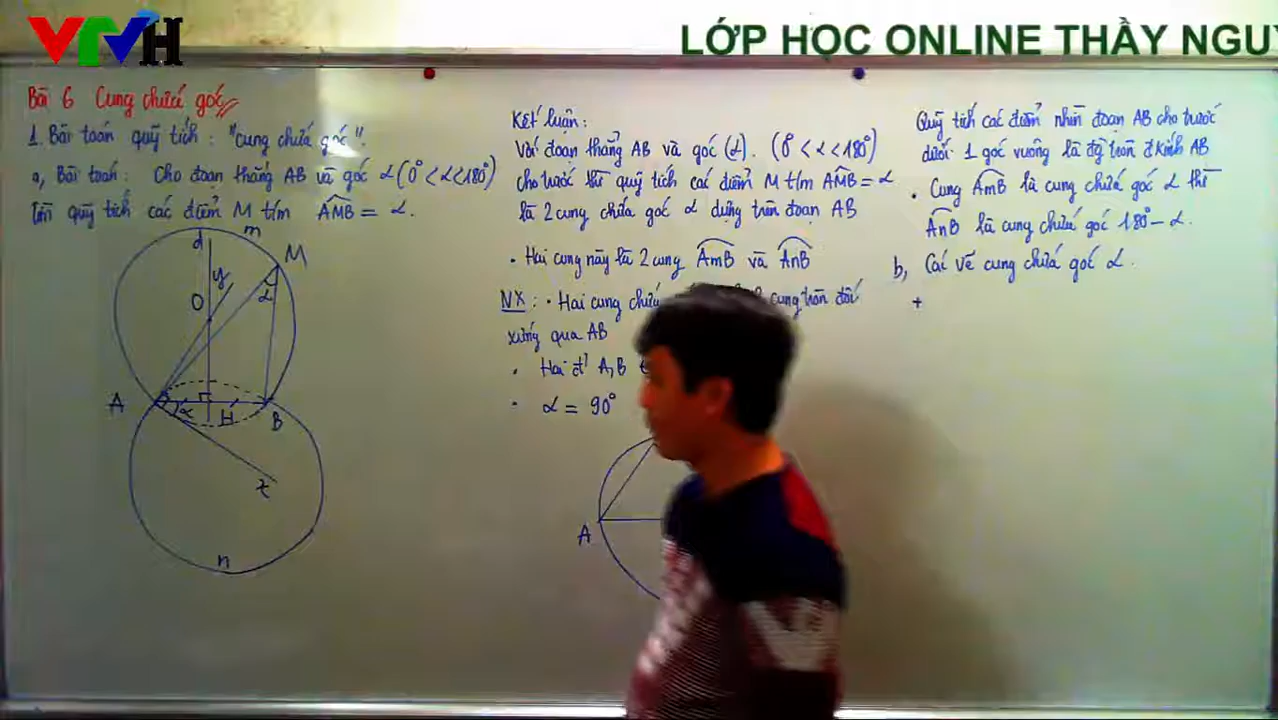 VTVH
LỚP HỌC ONLINE THẦY NGUY
Bài 6 Cung chứa góc
1. Bài toán quỹ tích : "cung chứa góc".
a, Bài toán : Cho đoạn thẳng AB và góc α (0° < α < 180°)
Tìm quỹ tích các điểm M t/m AMB = α.
d
m
M
y
O
α
A
α
H
B
x
n
Kết luận :
Với đoạn thẳng AB và góc (α). (0° < α < 180°)
cho trước thì quỹ tích các điểm M t/m AMB = α
là 2 cung chứa góc α dựng trên đoạn AB
• Hai cung này là 2 cung AmB và AnB
NX : • Hai cung chứa cung tròn đối
xứng qua AB
• Hai đ' A,B
• α = 90°
A
Quỹ tích các điểm nhìn đoạn AB cho trước
dưới 1 góc vuông là đg tròn đkính AB
• Cung AmB là cung chứa góc α thì
AnB là cung chứa góc 180° - α.
b, Cách vẽ cung chứa góc α.
+